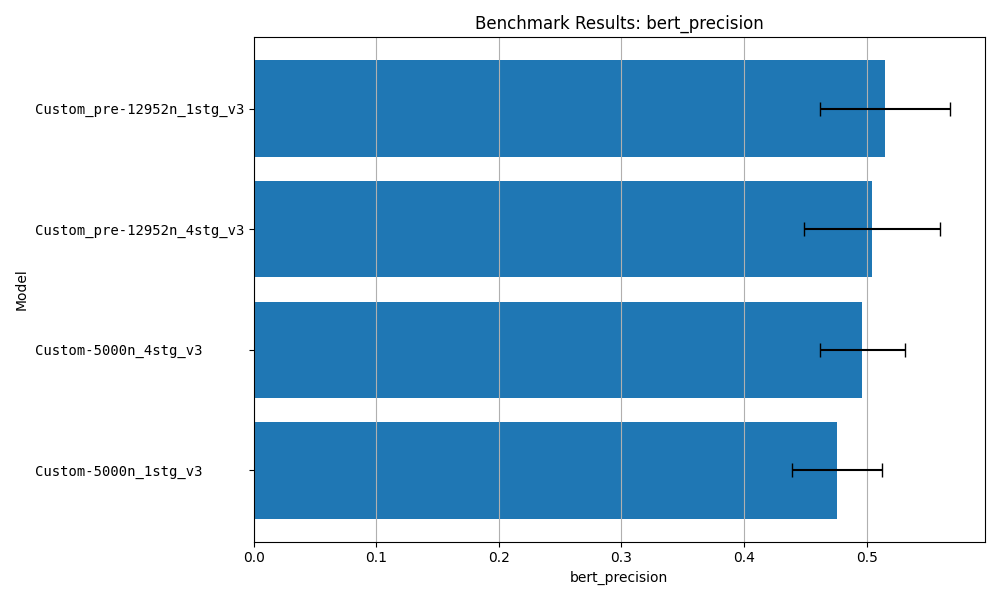 Benchmark Results: bert_precision
Custom_pre-12952n_1stg_v3
Custom_pre-12952n_4stg_v3
Custom-5000n_4stg_v3
Custom-5000n_1stg_v3
Model
0.0 0.1 0.2 0.3 0.4 0.5
bert_precision